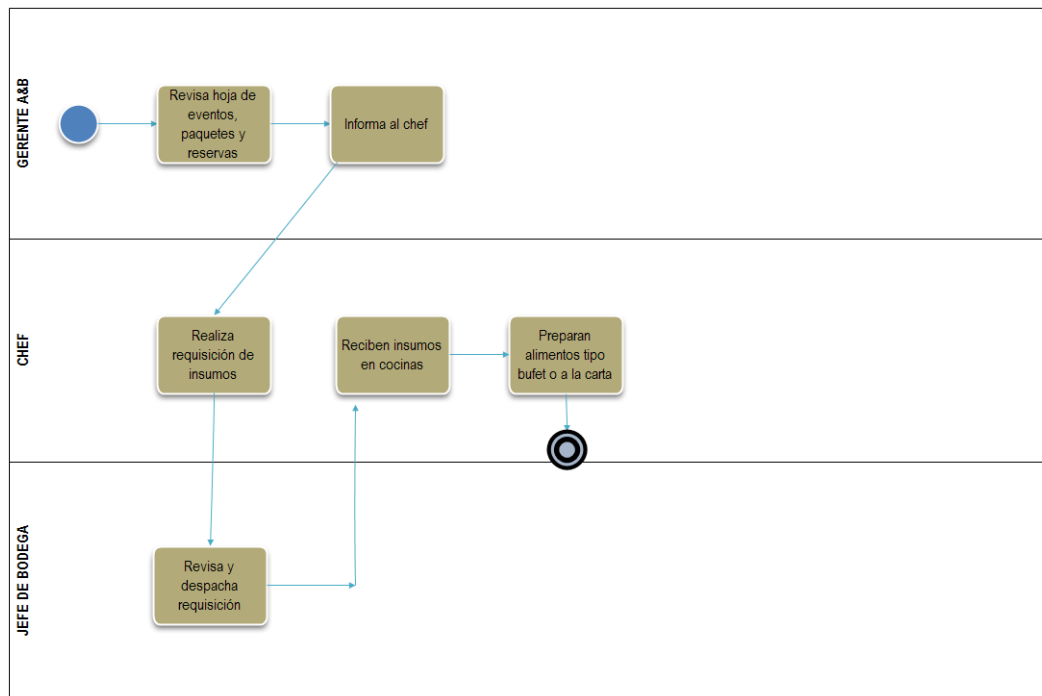 GERENTE A&B
Revisa hoja de
eventos,
paquetes y
reservas
Informa al chef
CHEF
Realiza
requisición de
insumos
Reciben insumos
en cocinas
Preparan
alimentos tipo
bufet o a la carta
JEFE DE BODEGA
Revisa y
despacha
requisición